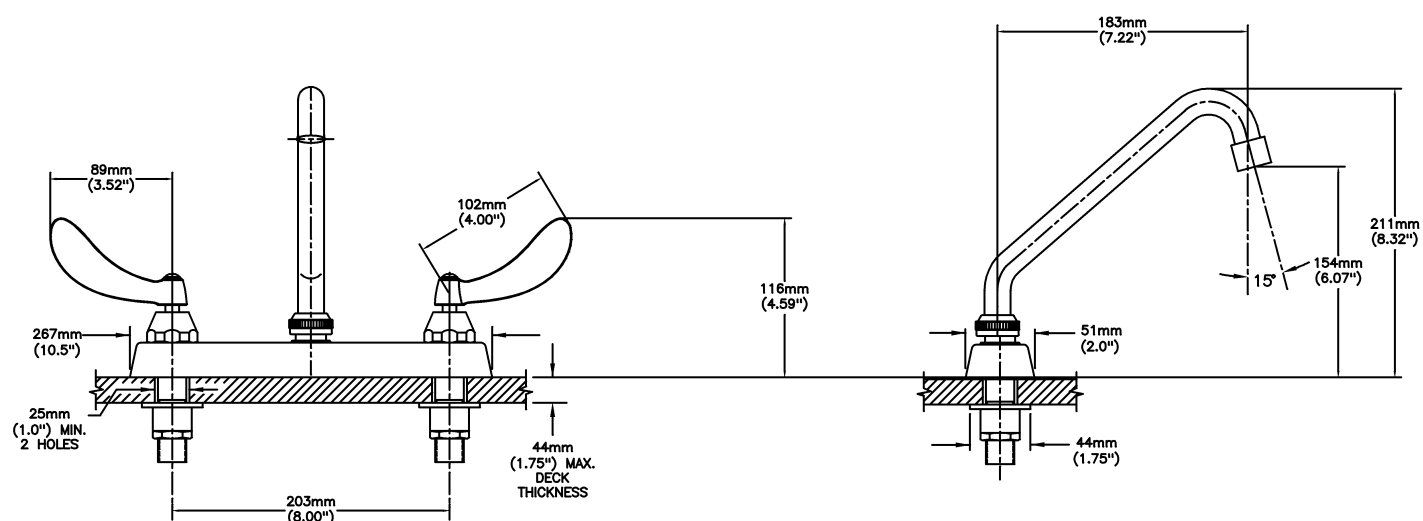 183mm
(7.22")
89mm
(3.52")
102mm
(4.00")
211mm
(8.32")
154mm
(6.07")
15°
116mm
(4.59")
267mm
(10.5")
51mm
(2.0")
25mm
(1.0") MIN.
2 HOLES
44mm
(1.75") MAX.
DECK
THICKNESS
44mm
(1.75")
203mm
(8.00")